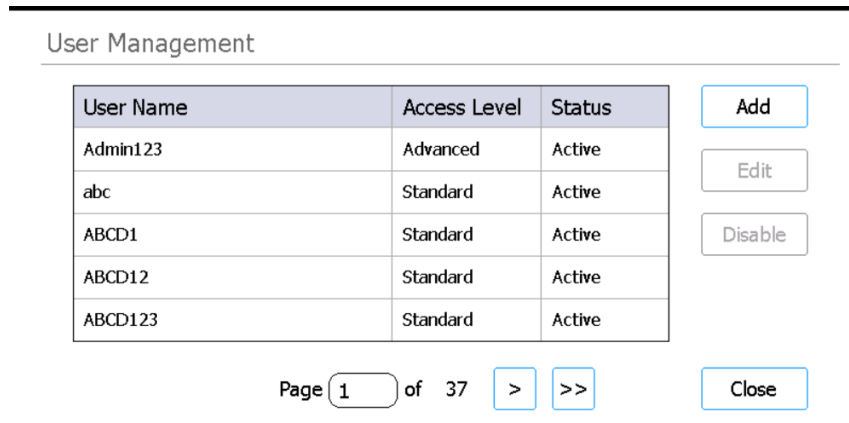 User Management
User Name Access Level Status Add
Admin123 Advanced Active
Edit
abc Standard Active
ABCD1 Standard Active Disable
ABCD12 Standard Active
ABCD123 Standard Active
Page 1 of 37 > >> Close